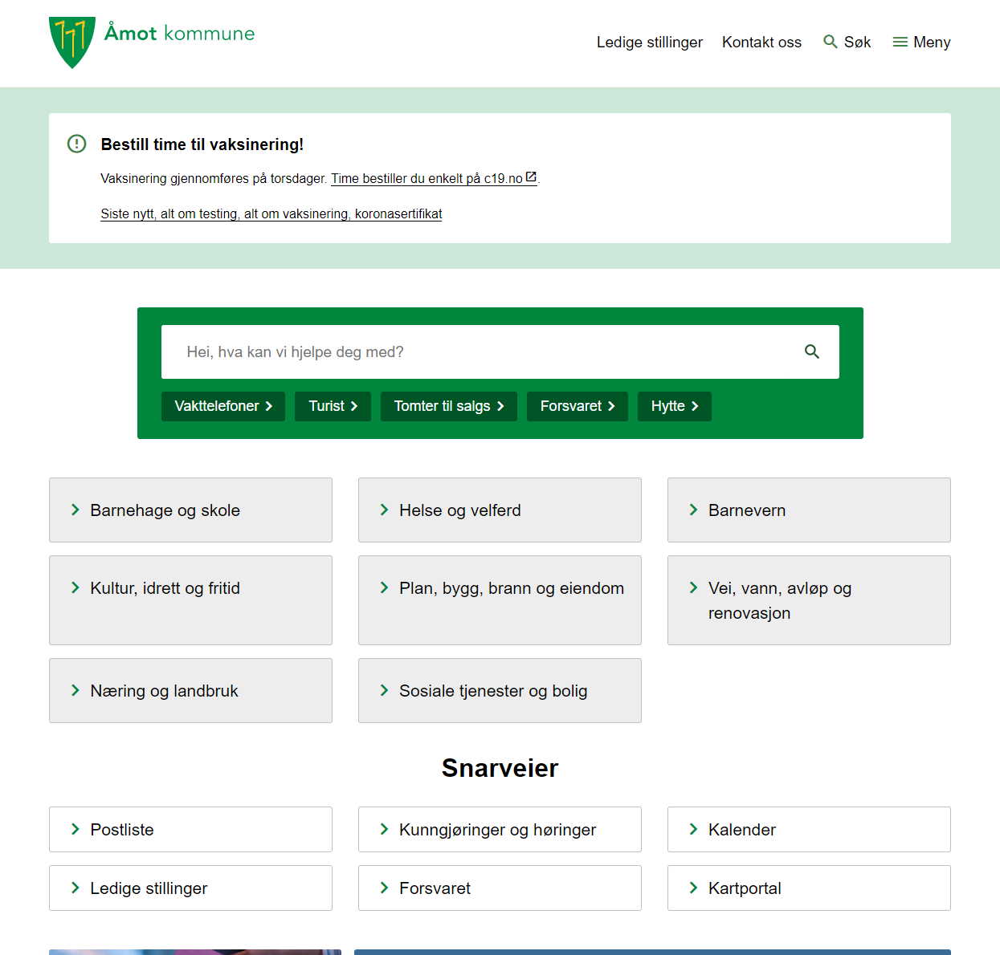 Åmot kommune
Ledige stillinger
Kontakt oss
Søk
Meny
Bestill time til vaksinering!
Vaksinering gjennomføres på torsdager. Time bestiller du enkelt på c19.no.
Siste nytt, alt om testing, alt om vaksinering, koronasertifikat
Hei, hva kan vi hjelpe deg med?
Vakttelefoner
Turist
Tomter til salgs
Forsvaret
Hytte
Barnehage og skole
Helse og velferd
Barnevern
Kultur, idrett og fritid
Plan, bygg, brann og eiendom
Vei, vann, avløp og
renovasjon
Næring og landbruk
Sosiale tjenester og bolig
Snarveier
Postliste
Kunngjøringer og høringer
Kalender
Ledige stillinger
Forsvaret
Kartportal